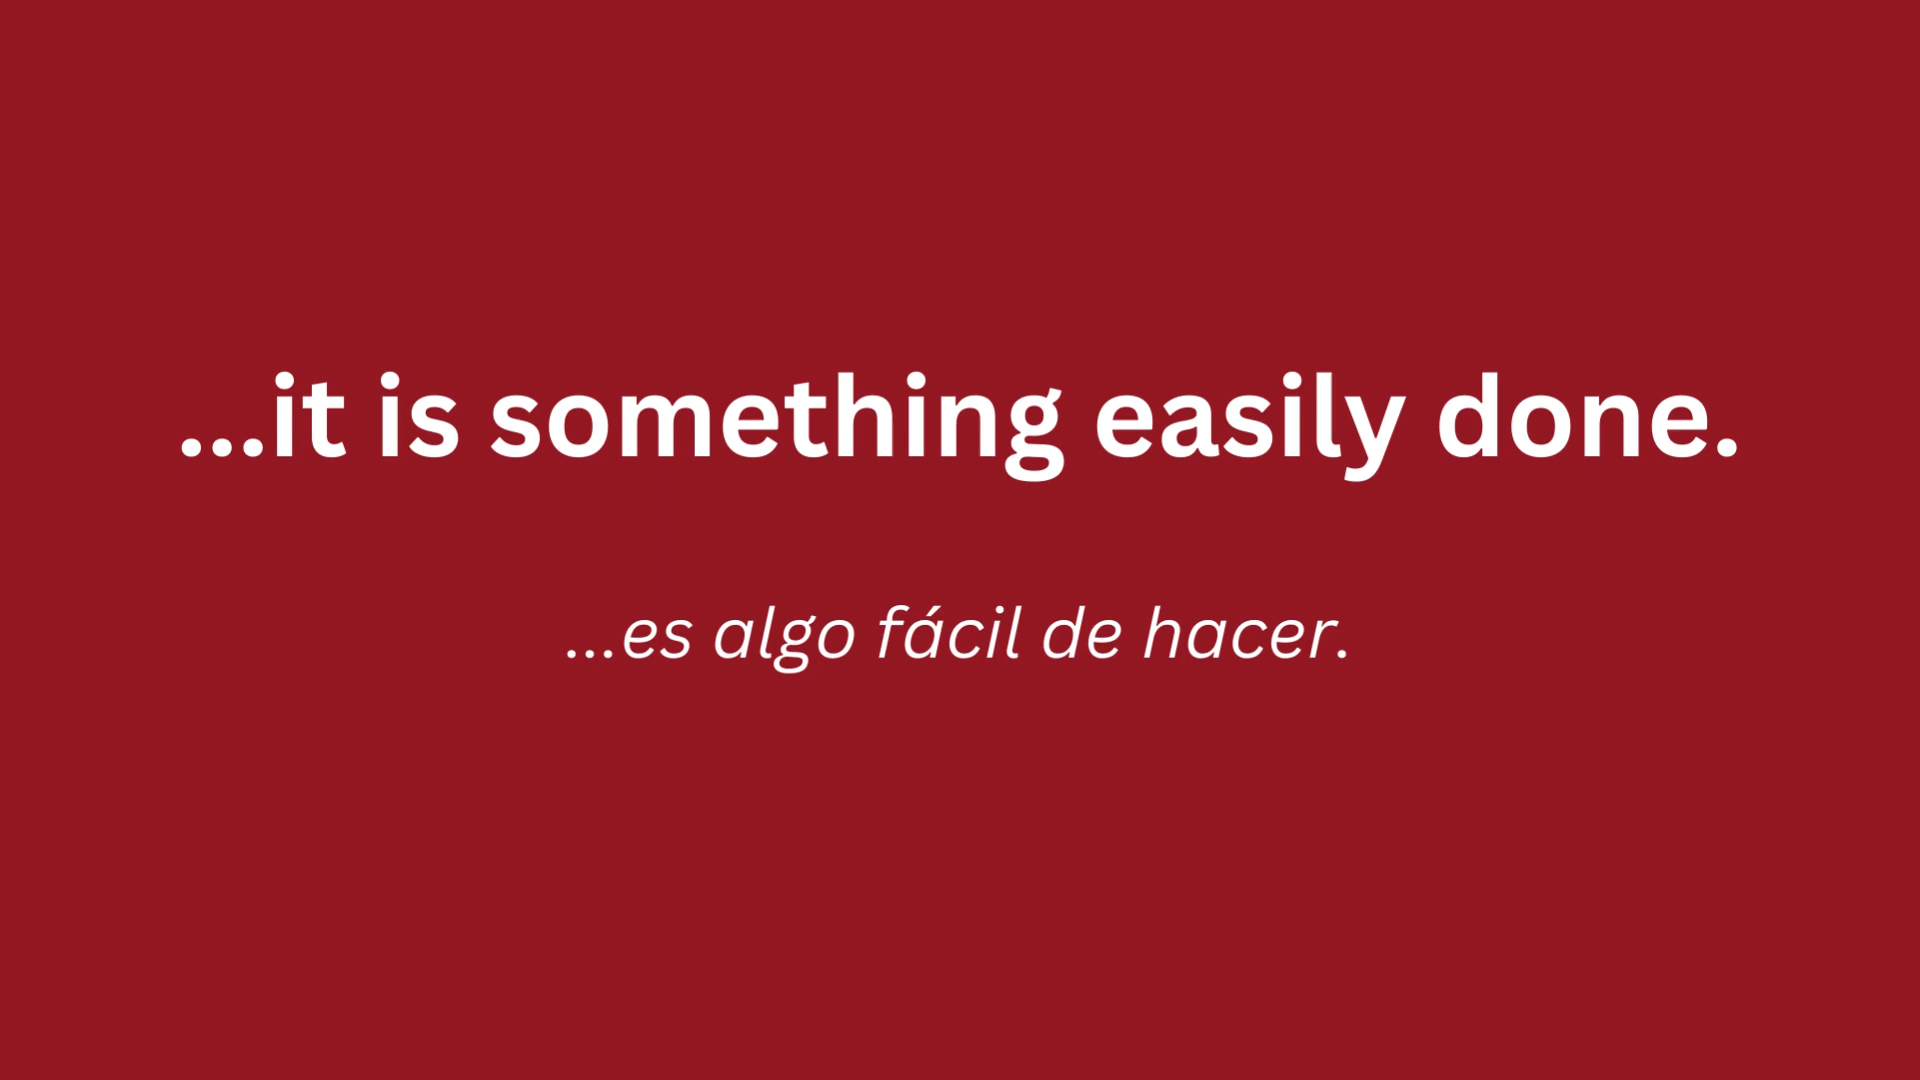 ...it is something easily done.
...es algo fácil de hacer.